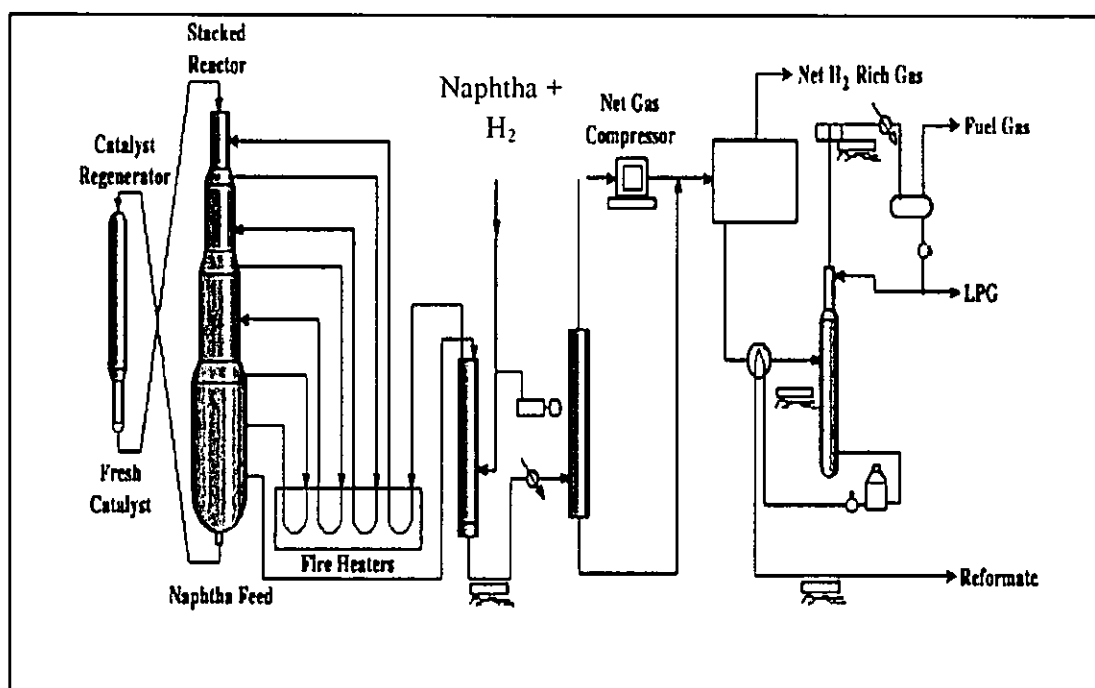 Stacked
Reactor
Catalyst
Regenerator
Fresh
Catalyst
Naphtha Feed
Fire Heaters
Naphtha +
H₂
Net Gas
Compressor
Net H₂ Rich Gas
Fuel Gas
LPG
Reformate